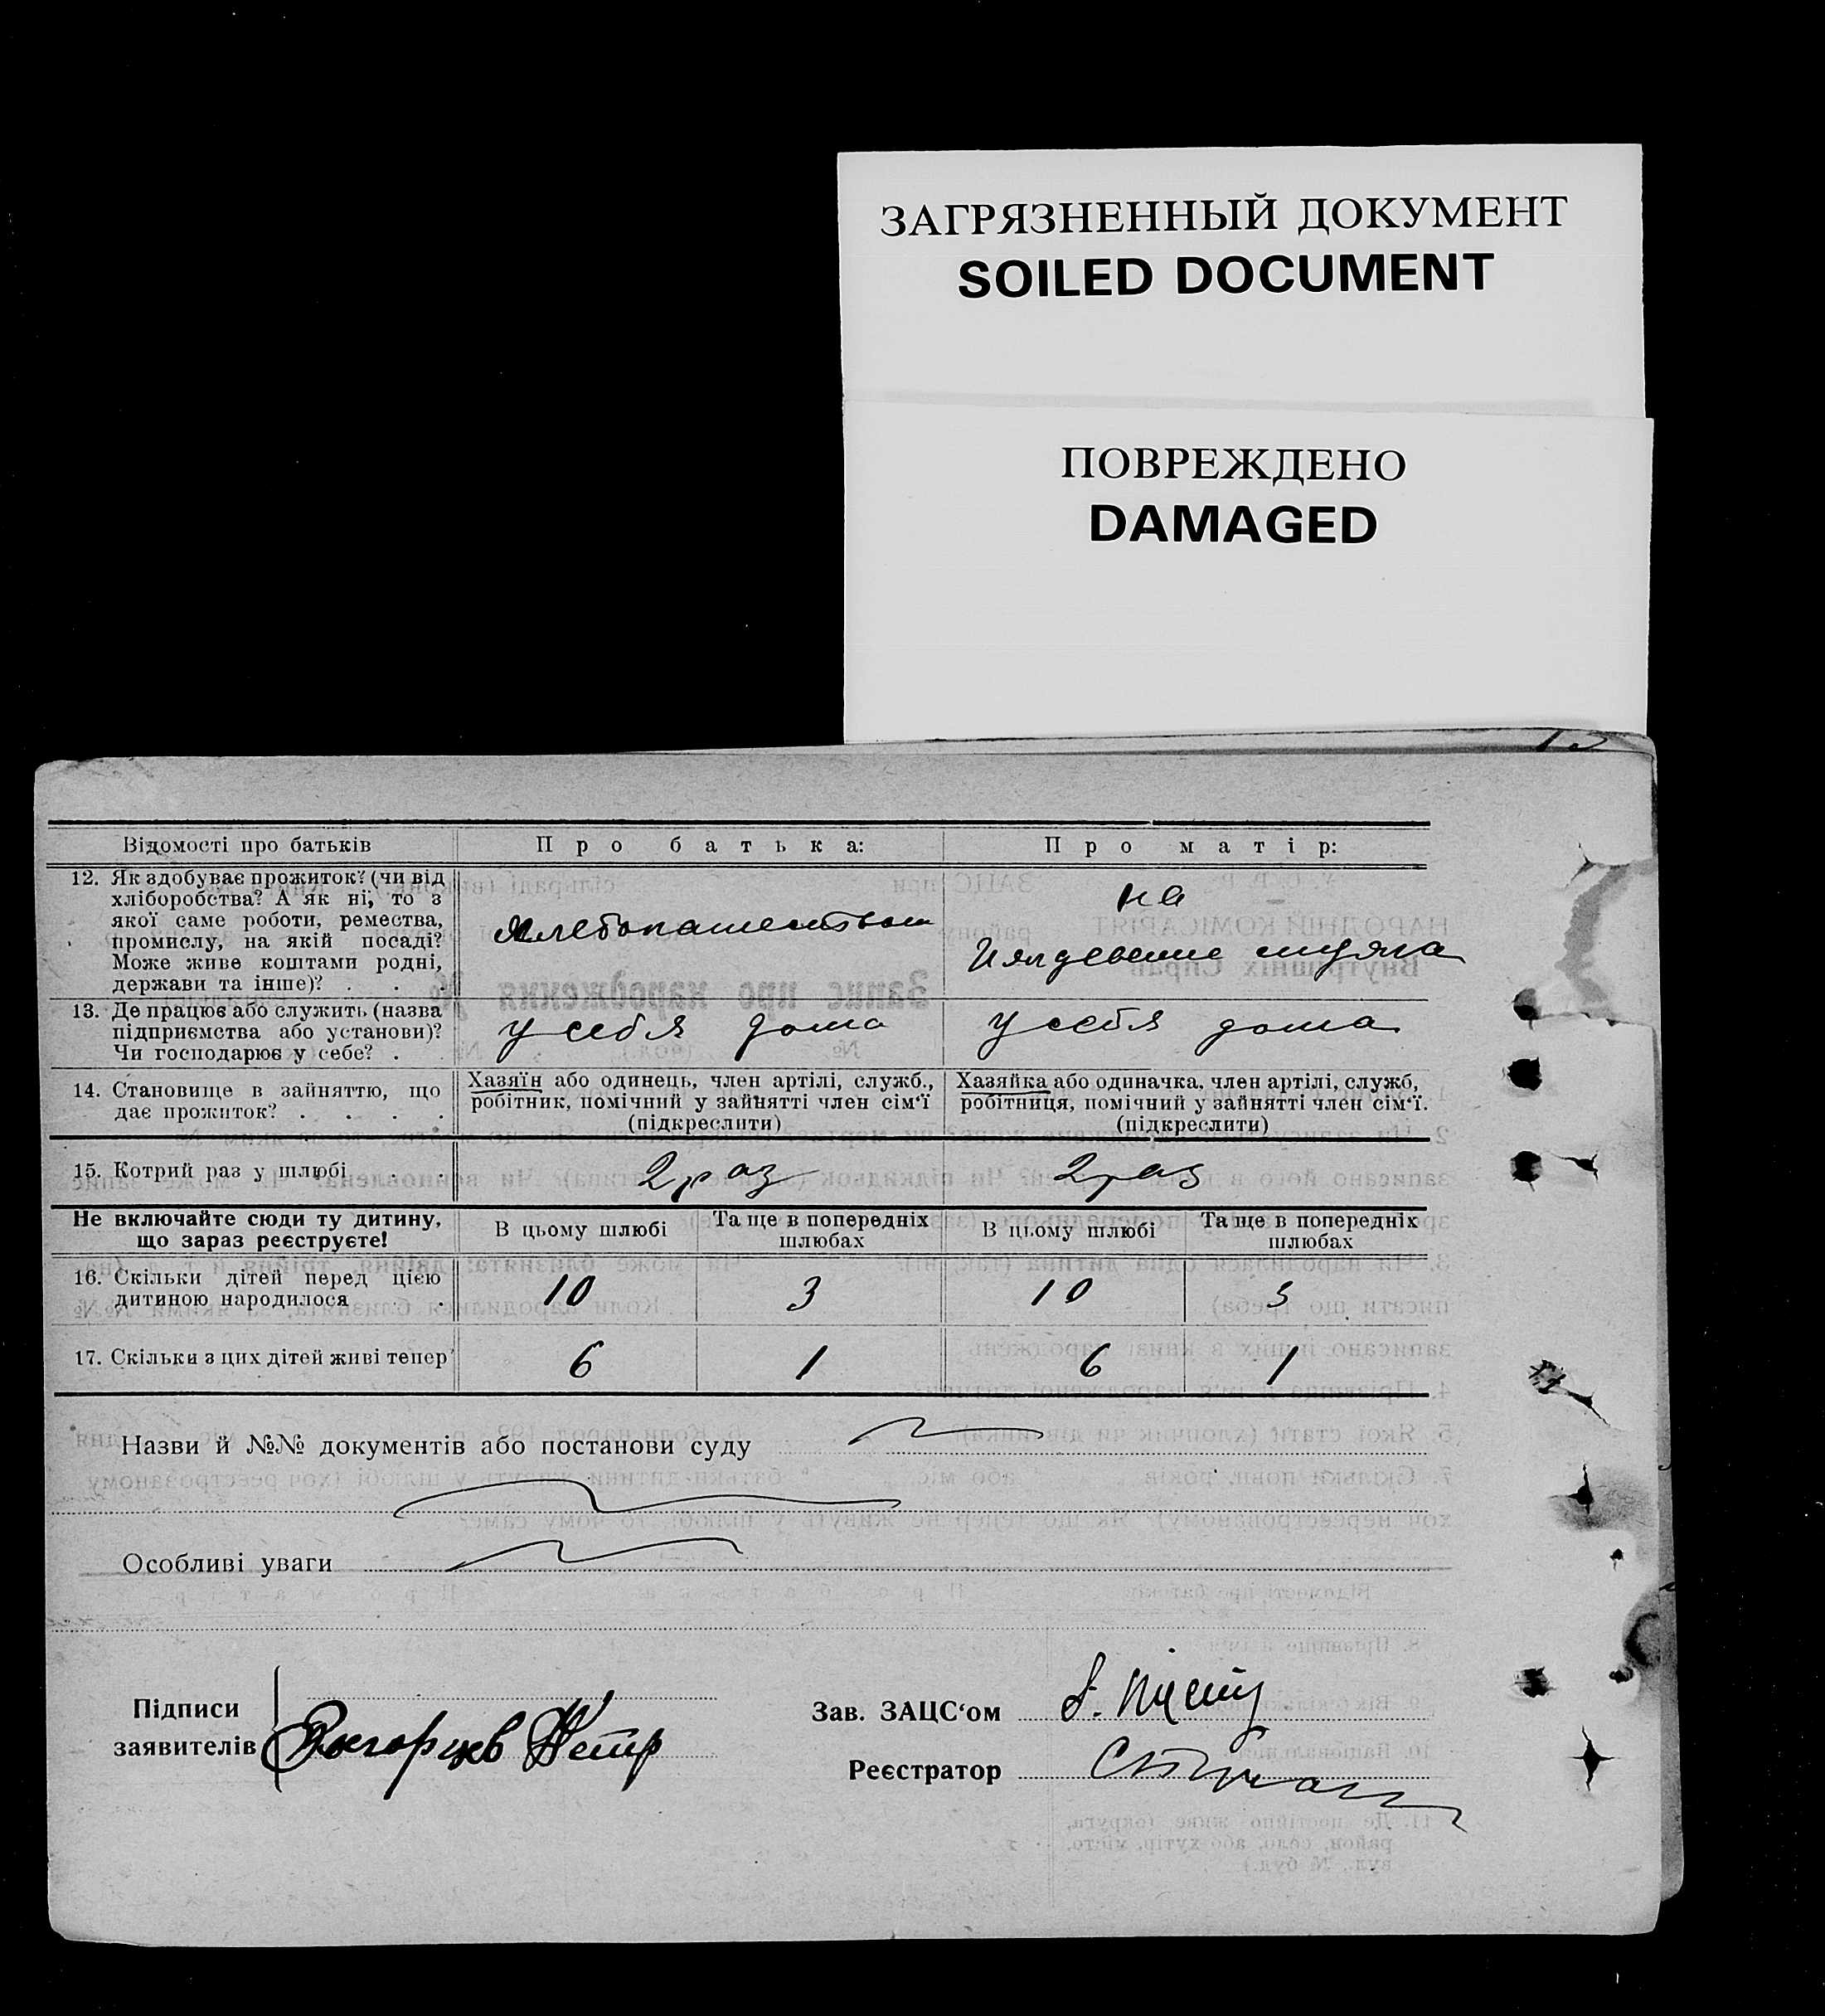 ЗАГРЯЗНЕННЫЙ ДОКУМЕНТ
SOILED DOCUMENT
ПОВРЕЖДЕНО
DAMAGED
Відомості про батьків
Про батька:
Про матір:
12. Як здобуває прожиток? (чи від
хліборобства? А як ні, то з
якої саме роботи, ремества,
промислу, на якій посаді?
Може живе коштами родні,
держави та інше)? . . .
Хлебопашеством
на
Иждевение мужа
13. Де працює або служить (назва
підприємства або установи)?
Чи господарює у себе? . .
у себя дома
у себя дома
14. Становище в зайняттю, що
дає прожиток? . . . .
Хазяїн або одинець, член артілі, служб.,
робітник, помічний у зайнятті член сім‘ї
(підкреслити)
Хазяйка або одиначка, член артілі, служб,
робітниця, помічний у зайнятті член сім‘ї.
(підкреслити)
15. Котрий раз у шлюбі . .
2 раз
2 раз
Не включайте сюди ту дитину,
що зараз реєструєте!
В цьому шлюбі
Та ще в попередніх
шлюбах
В цьому шлюбі
Та ще в попередніх
шлюбах
16. Скільки дітей перед цією
дитиною народилося .
10
3
10
3
17. Скільки з цих дітей живі тепер
6
1
6
1
Назви й №№ документів або постанови суду
Особливі уваги
Підписи
заявителів
Петр
Зав. ЗАЦС‘ом
Реєстратор